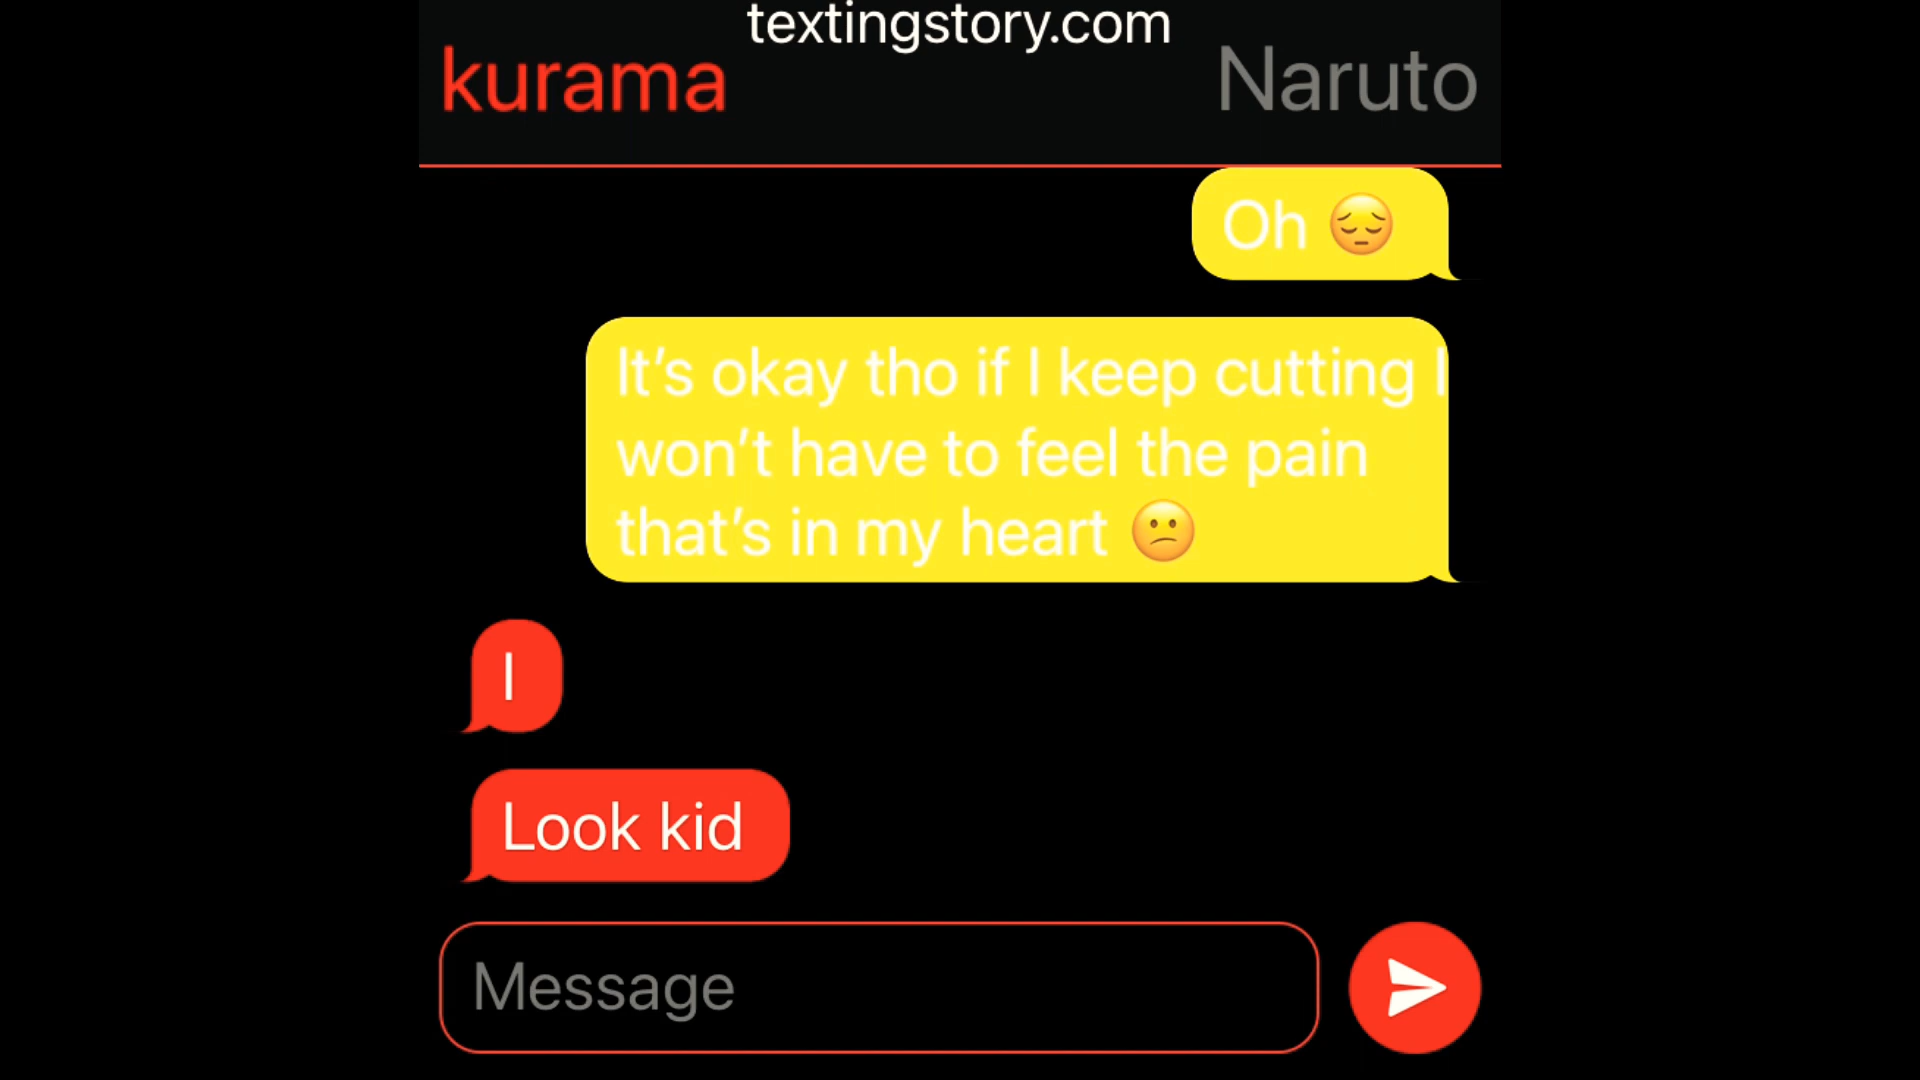 textingstory.com
kurama Naruto
Oh 😔
It's okay tho if I keep cutting I
won't have to feel the pain
that's in my heart 😕
I
Look kid
Message